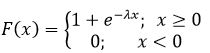 F(x) = {1 + e^{-λx}; x ≥ 0
0; x < 0